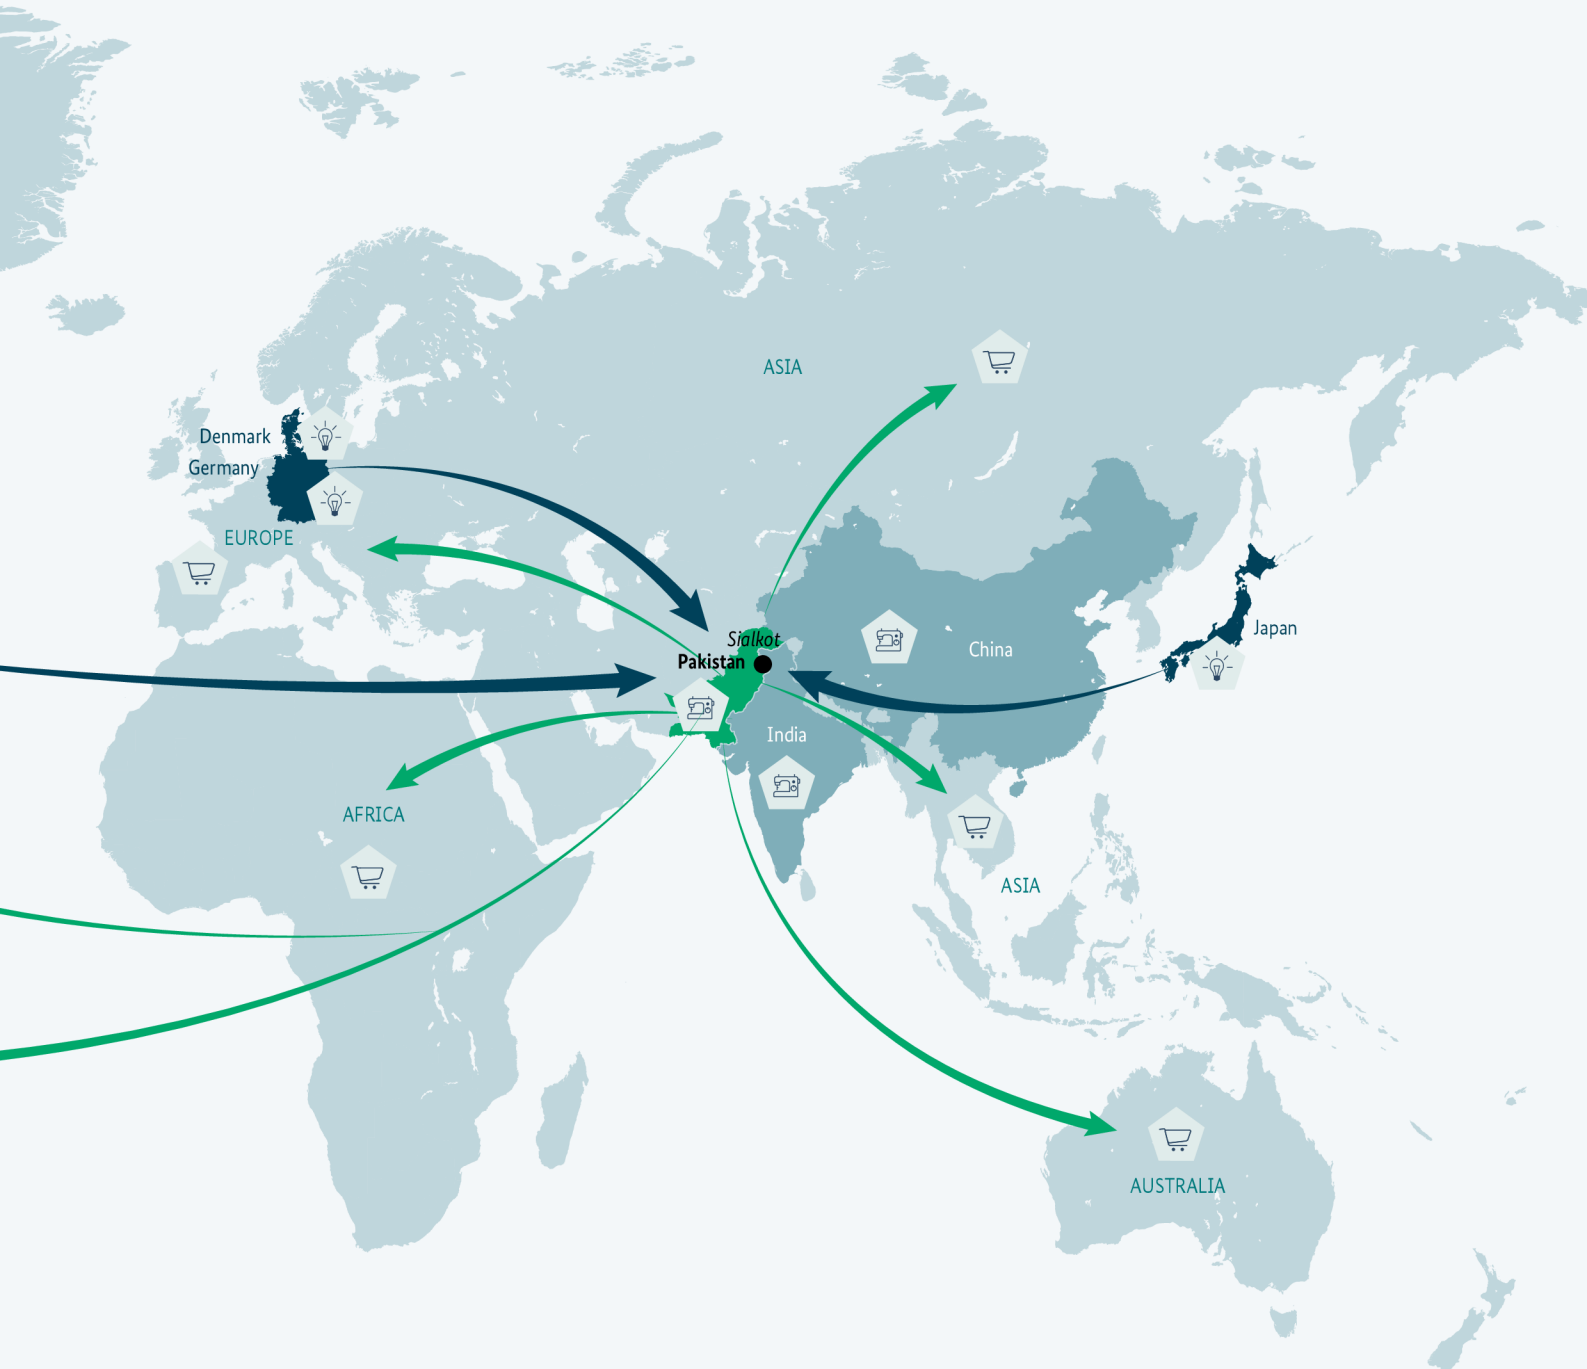 ASIA
Denmark
Germany
EUROPE
Sialkot
Pakistan
China
Japan
India
AFRICA
ASIA
AUSTRALIA